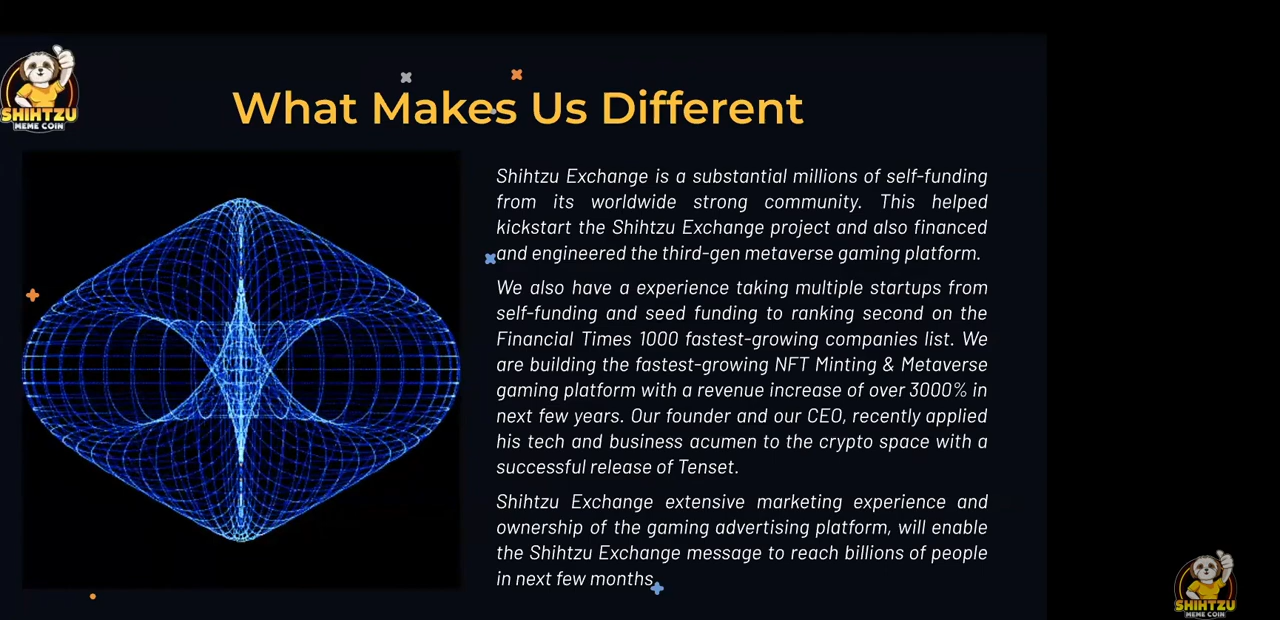 SHIHTZU
MEME COIN
What Makes Us Different
Shihtzu Exchange is a substantial millions of self-funding
from its worldwide strong community. This helped
kickstart the Shihtzu Exchange project and also financed
and engineered the third-gen metaverse gaming platform.
We also have a experience taking multiple startups from
self-funding and seed funding to ranking second on the
Financial Times 1000 fastest-growing companies list. We
are building the fastest-growing NFT Minting & Metaverse
gaming platform with a revenue increase of over 3000% in
next few years. Our founder and our CEO, recently applied
his tech and business acumen to the crypto space with a
successful release of Tenset.
Shihtzu Exchange extensive marketing experience and
ownership of the gaming advertising platform, will enable
the Shihtzu Exchange message to reach billions of people
in next few months.
SHIHTZU
MEME COIN